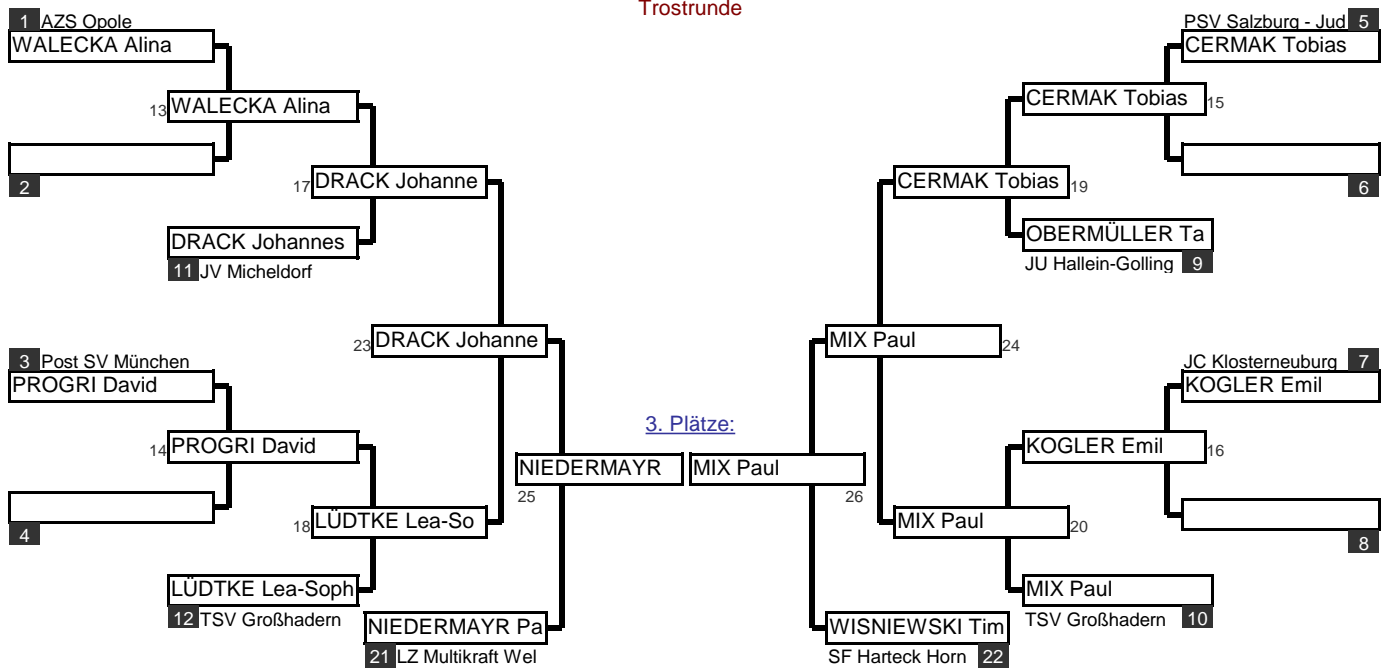 Trostrunde
1 AZS Opole
WALECKA Alina
13 WALECKA Alina
2
17 DRACK Johanne
DRACK Johannes
11 JV Micheldorf
23 DRACK Johanne
3 Post SV München
PROGRI David
14 PROGRI David
4
18 LÜDTKE Lea-So
LÜDTKE Lea-Soph
12 TSV Großhadern
NIEDERMAYR Pa
21 LZ Multikraft Wel
3. Plätze:
NIEDERMAYR
25
MIX Paul
26
PSV Salzburg - Jud 5
CERMAK Tobias
CERMAK Tobias 15
6
CERMAK Tobias 19
OBERMÜLLER Ta
JU Hallein-Golling 9
MIX Paul 24
JC Klosterneuburg 7
KOGLER Emil
KOGLER Emil 16
8
MIX Paul 20
MIX Paul
TSV Großhadern 10
WISNIEWSKI Tim
SF Harteck Horn 22